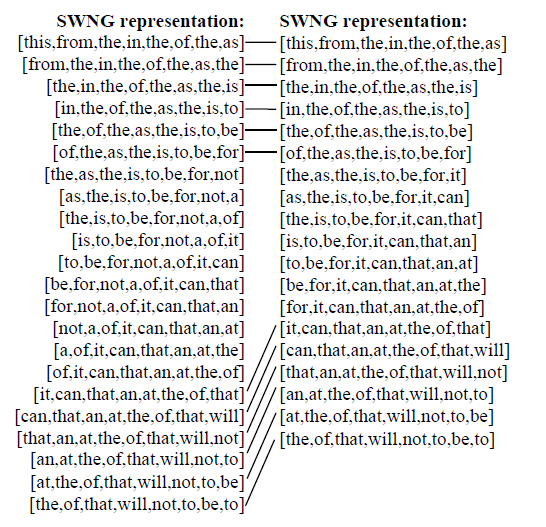 SWNG representation:
[this,from,the,in,the,of,the,as]
[from,the,in,the,of,the,as,the]
[the,in,the,of,the,as,the,is]
[in,the,of,the,as,the,is,to]
[the,of,the,as,the,is,to,be]
[of,the,as,the,is,to,be,for]
[the,as,the,is,to,be,for,not]
[as,the,is,to,be,for,not,a]
[the,is,to,be,for,not,a,of]
[is,to,be,for,not,a,of,it]
[to,be,for,not,a,of,it,can]
[be,for,not,a,of,it,can,that]
[for,not,a,of,it,can,that,an]
[not,a,of,it,can,that,an,at]
[a,of,it,can,that,an,at,the]
[of,it,can,that,an,at,the,of]
[it,can,that,an,at,the,of,that]
[can,that,an,at,the,of,that,will]
[that,an,at,the,of,that,will,not]
[an,at,the,of,that,will,not,to]
[at,the,of,that,will,not,to,be]
[the,of,that,will,not,to,be,to]
SWNG representation:
[this,from,the,in,the,of,the,as]
[from,the,in,the,of,the,as,the]
[the,in,the,of,the,as,the,is]
[in,the,of,the,as,the,is,to]
[the,of,the,as,the,is,to,be]
[of,the,as,the,is,to,be,for]
[the,as,the,is,to,be,for,it]
[as,the,is,to,be,for,it,can]
[the,is,to,be,for,it,can,that]
[is,to,be,for,it,can,that,an]
[to,be,for,it,can,that,an,at]
[be,for,it,can,that,an,at,the]
[for,it,can,that,an,at,the,of]
[it,can,that,an,at,the,of,that]
[can,that,an,at,the,of,that,will]
[that,an,at,the,of,that,will,not]
[an,at,the,of,that,will,not,to]
[at,the,of,that,will,not,to,be]
[the,of,that,will,not,to,be,to]